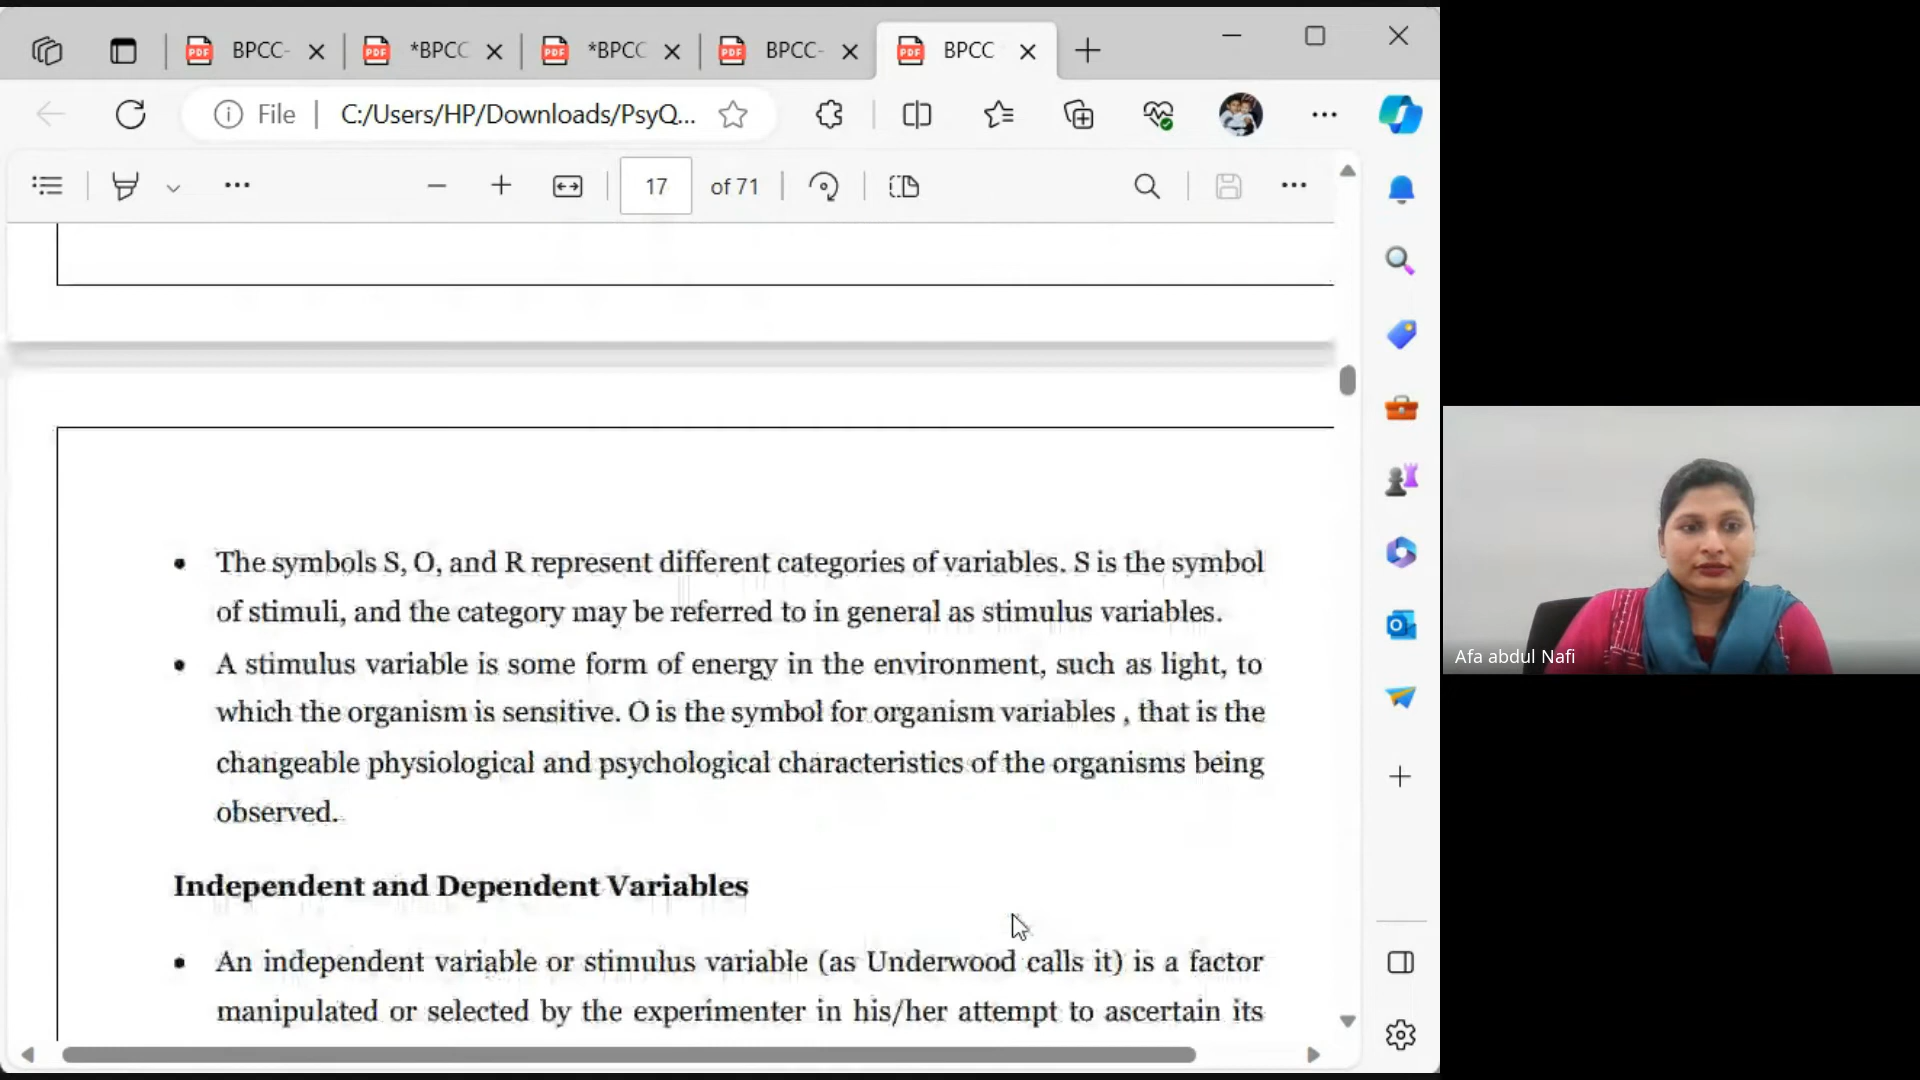 BPCC- *BPCC *BPCC BPCC- BPCC
File C:/Users/HP/Downloads/PsyQ...
17 of 71
The symbols S, O, and R represent different categories of variables. S is the symbol
of stimuli, and the category may be referred to in general as stimulus variables.
A stimulus variable is some form of energy in the environment, such as light, to
which the organism is sensitive. O is the symbol for organism variables , that is the
changeable physiological and psychological characteristics of the organisms being
observed.
Independent and Dependent Variables
An independent variable or stimulus variable (as Underwood calls it) is a factor
manipulated or selected by the experimenter in his/her attempt to ascertain its
Afa abdul Nafi